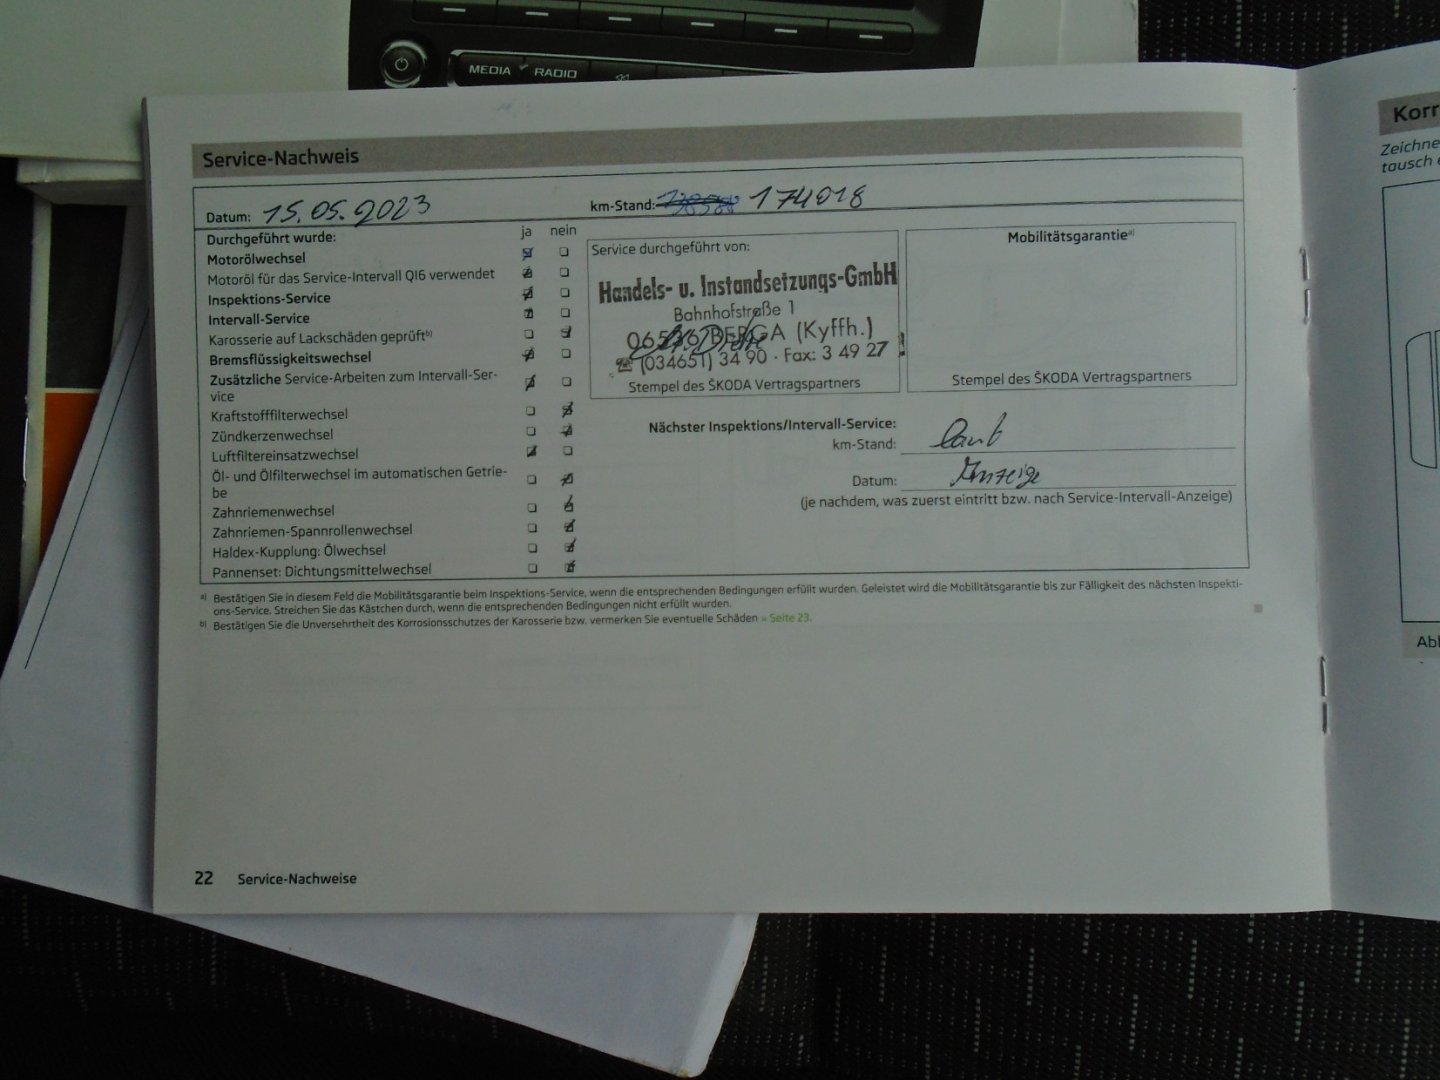 MEDIA RADIO
Service-Nachweis
Datum: 15.05.2023 km-Stand: 174018
Durchgeführt wurde: ja nein
Motorölwechsel
Motoröl für das Service-Intervall QI6 verwendet
Inspektions-Service
Intervall-Service
Karosserie auf Lackschäden geprüft b)
Bremsflüssigkeitswechsel
Zusätzliche Service-Arbeiten zum Intervall-Ser-
vice
Kraftstofffilterwechsel
Zündkerzenwechsel
Luftfiltereinsatzwechsel
Öl- und Ölfilterwechsel im automatischen Getrie-
be
Zahnriemenwechsel
Zahnriemen-Spannrollenwechsel
Haldex-Kupplung: Ölwechsel
Pannenset: Dichtungsmittelwechsel
Service durchgeführt von:
Handels- u. Instandsetzungs-GmbH
Bahnhofstraße 1
06536 BERGA (Kyffh.)
☎ (034651) 34 90 · Fax: 3 49 27
Stempel des ŠKODA Vertragspartners
Mobilitätsgarantie a)
Stempel des ŠKODA Vertragspartners
Nächster Inspektions/Intervall-Service:
km-Stand: laut
Datum: Anzeige
(je nachdem, was zuerst eintritt bzw. nach Service-Intervall-Anzeige)
a) Bestätigen Sie in diesem Feld die Mobilitätsgarantie beim Inspektions-Service, wenn die entsprechenden Bedingungen erfüllt wurden. Geleistet wird die Mobilitätsgarantie bis zur Fälligkeit des nächsten Inspekti-
ons-Service. Streichen Sie das Kästchen durch, wenn die entsprechenden Bedingungen nicht erfüllt wurden.
b) Bestätigen Sie die Unversehrtheit des Korrosionsschutzes der Karosserie bzw. vermerken Sie eventuelle Schäden » Seite 23.
22 Service-Nachweise
Korr
Zeichne
tausch
Abl